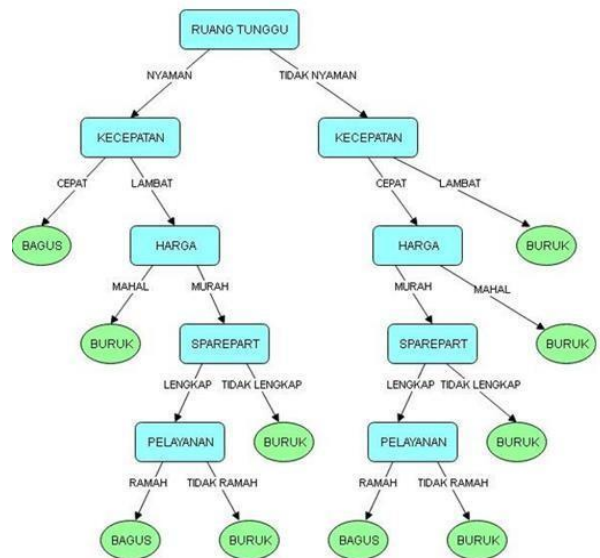 RUANG TUNGGU
NYAMAN
TIDAK NYAMAN
KECEPATAN
KECEPATAN
CEPAT
LAMBAT
CEPAT
LAMBAT
BAGUS
HARGA
HARGA
BURUK
MAHAL
MURAH
MURAH
MAHAL
BURUK
SPAREPART
SPAREPART
BURUK
LENGKAP
TIDAK LENGKAP
LENGKAP
TIDAK LENGKAP
PELAYANAN
BURUK
PELAYANAN
BURUK
RAMAH
TIDAK RAMAH
RAMAH
TIDAK RAMAH
BAGUS
BURUK
BAGUS
BURUK